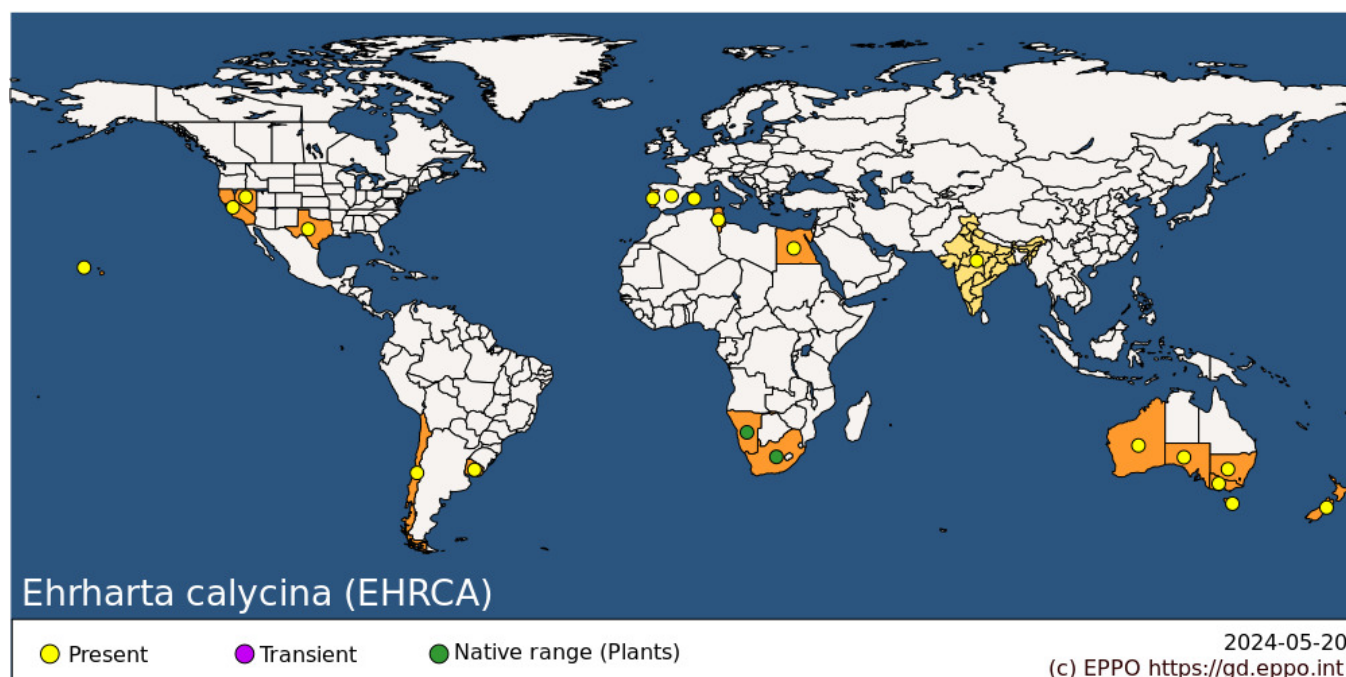 Ehrharta calycina (EHRCA)
Present
Transient
Native range (Plants)
2024-05-20
(c) EPPO https://gd.eppo.int